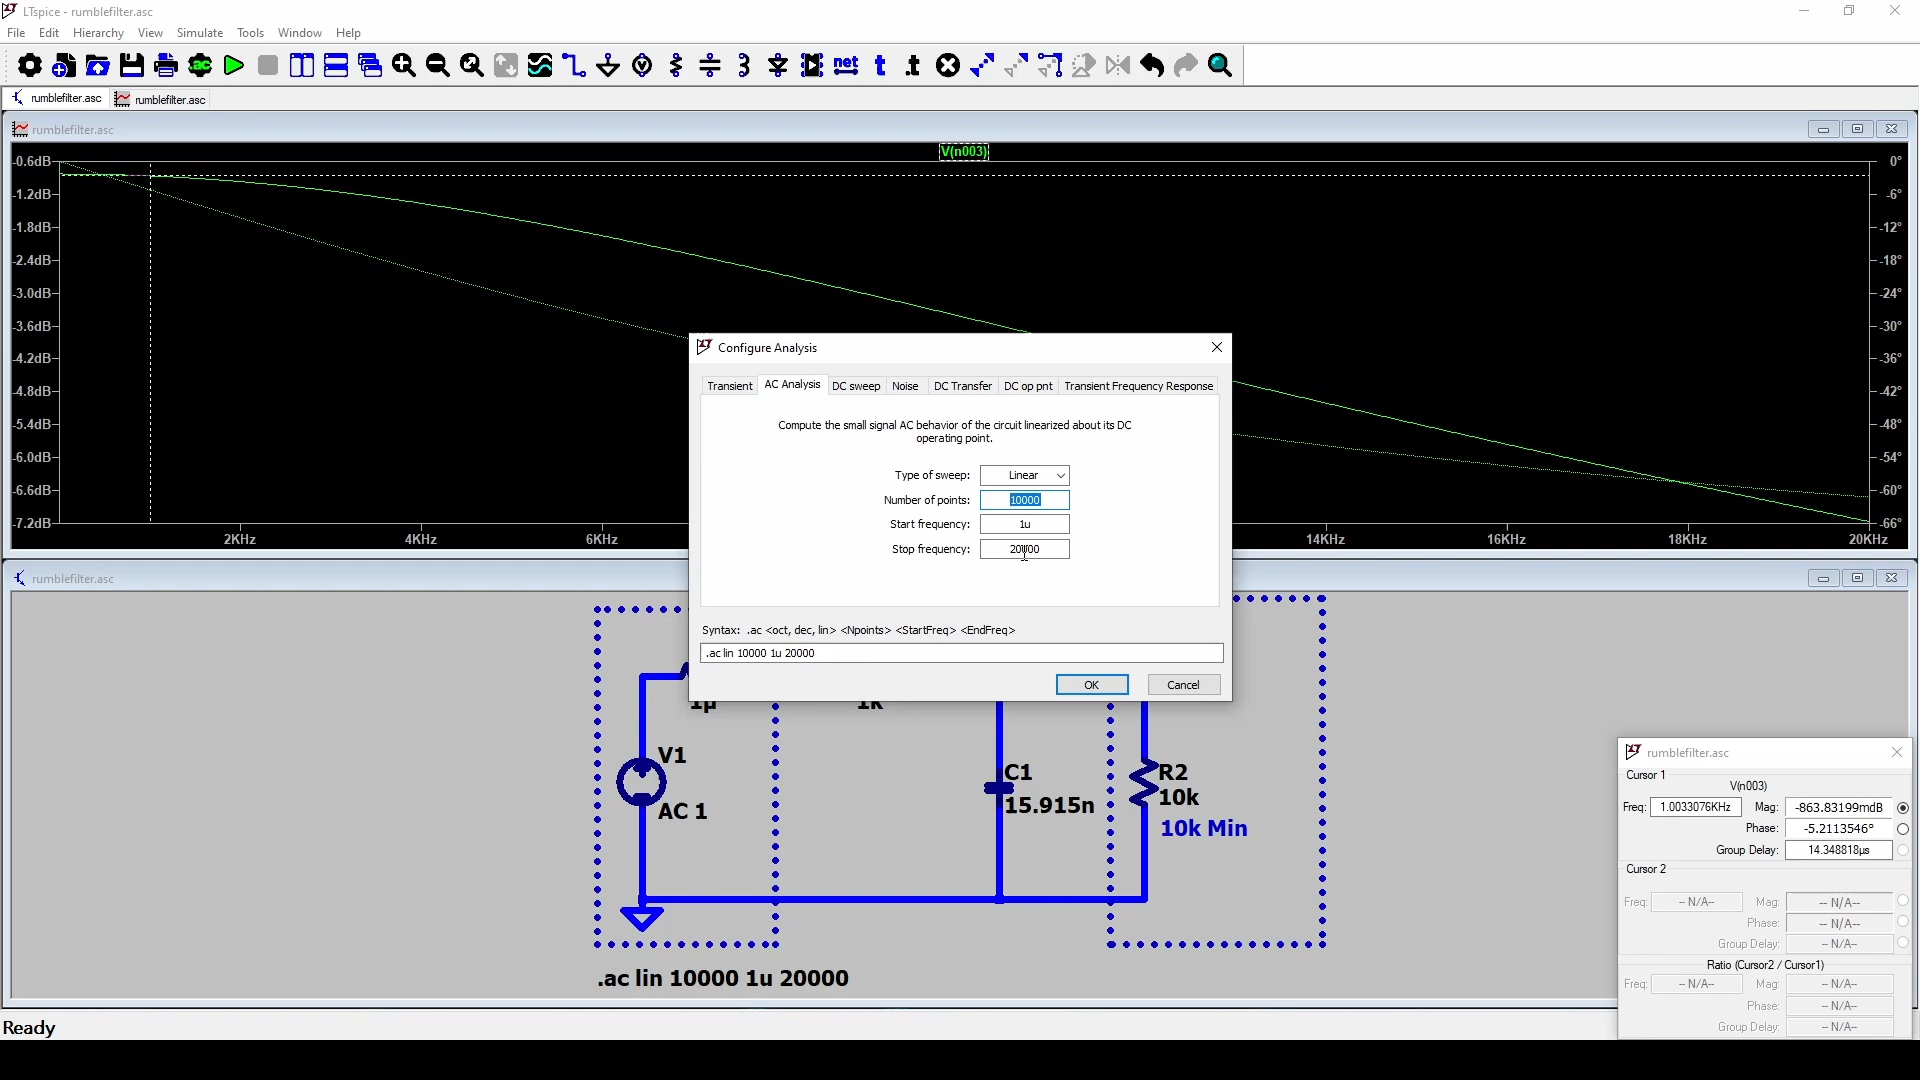 LTspice - rumblefilter.asc
File Edit Hierarchy View Simulate Tools Window Help
.ac net t .t
rumblefilter.asc rumblefilter.asc
rumblefilter.asc
V(n003)
-0.6dB 0°
-1.2dB -6°
-1.8dB -12°
-2.4dB -18°
-3.0dB -24°
-3.6dB -30°
-4.2dB -36°
-4.8dB -42°
-5.4dB -48°
-6.0dB -54°
-6.6dB -60°
-7.2dB -66°
2KHz 4KHz 6KHz 14KHz 16KHz 18KHz 20KHz
Configure Analysis
Transient AC Analysis DC sweep Noise DC Transfer DC op pnt Transient Frequency Response
Compute the small signal AC behavior of the circuit linearized about its DC
operating point.
Type of sweep: Linear
Number of points: 10000
Start frequency: 1u
Stop frequency: 20000
Syntax: .ac <oct, dec, lin> <Npoints> <StartFreq> <EndFreq>
.ac lin 10000 1u 20000
OK Cancel
rumblefilter.asc
1µ 1k
V1
AC 1
C1
15.915n
R2
10k
10k Min
.ac lin 10000 1u 20000
rumblefilter.asc
Cursor 1
V(n003)
Freq: 1.0033076KHz Mag: -863.83199mdB
Phase: -5.2113546°
Group Delay: 14.348818µs
Cursor 2
Freq: -- N/A-- Mag: -- N/A--
Phase: -- N/A--
Group Delay: -- N/A--
Ratio (Cursor2 / Cursor1)
Freq: -- N/A-- Mag: -- N/A--
Phase: -- N/A--
Group Delay: -- N/A--
Ready